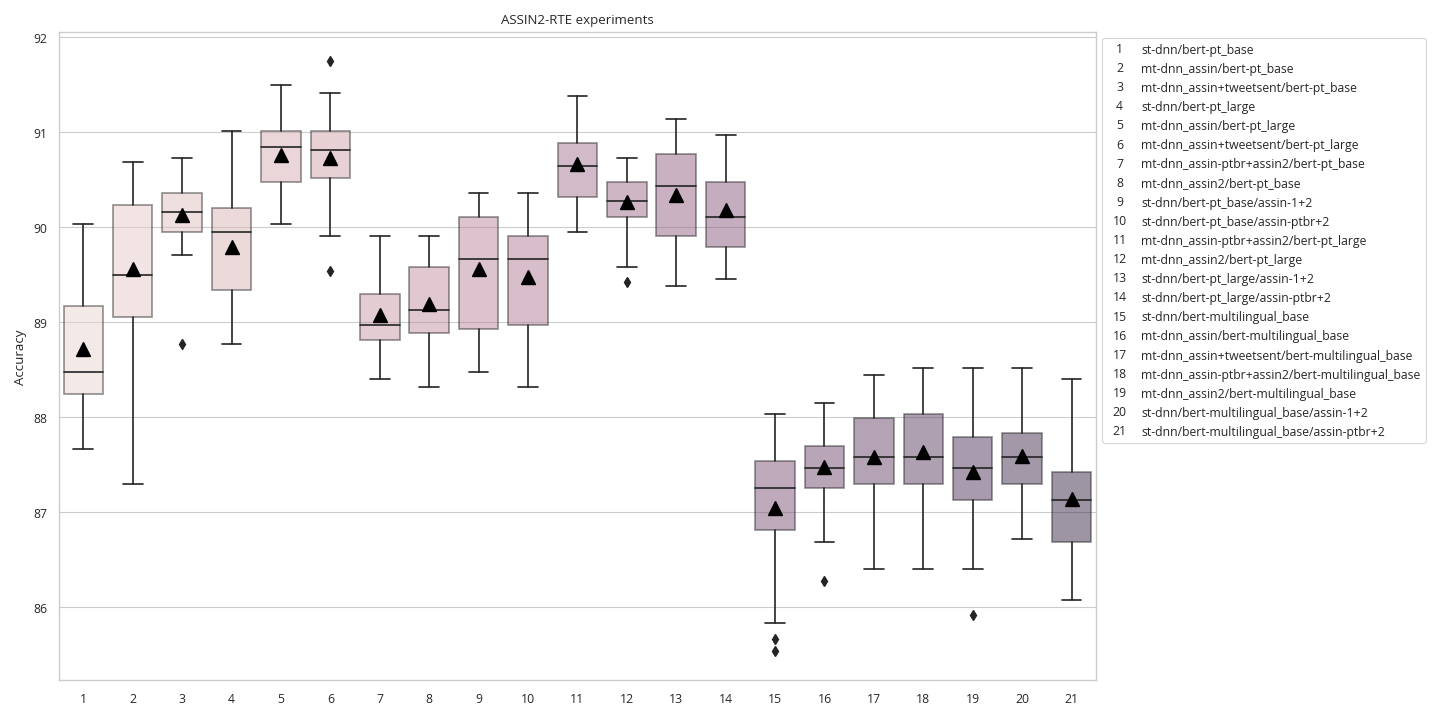 ASSIN2-RTE experiments
Accuracy
92
91
90
89
88
87
86
1 2 3 4 5 6 7 8 9 10 11 12 13 14 15 16 17 18 19 20 21
1 st-dnn/bert-pt_base
2 mt-dnn_assin/bert-pt_base
3 mt-dnn_assin+tweetsent/bert-pt_base
4 st-dnn/bert-pt_large
5 mt-dnn_assin/bert-pt_large
6 mt-dnn_assin+tweetsent/bert-pt_large
7 mt-dnn_assin-ptbr+assin2/bert-pt_base
8 mt-dnn_assin2/bert-pt_base
9 st-dnn/bert-pt_base/assin-1+2
10 st-dnn/bert-pt_base/assin-ptbr+2
11 mt-dnn_assin-ptbr+assin2/bert-pt_large
12 mt-dnn_assin2/bert-pt_large
13 st-dnn/bert-pt_large/assin-1+2
14 st-dnn/bert-pt_large/assin-ptbr+2
15 st-dnn/bert-multilingual_base
16 mt-dnn_assin/bert-multilingual_base
17 mt-dnn_assin+tweetsent/bert-multilingual_base
18 mt-dnn_assin-ptbr+assin2/bert-multilingual_base
19 mt-dnn_assin2/bert-multilingual_base
20 st-dnn/bert-multilingual_base/assin-1+2
21 st-dnn/bert-multilingual_base/assin-ptbr+2